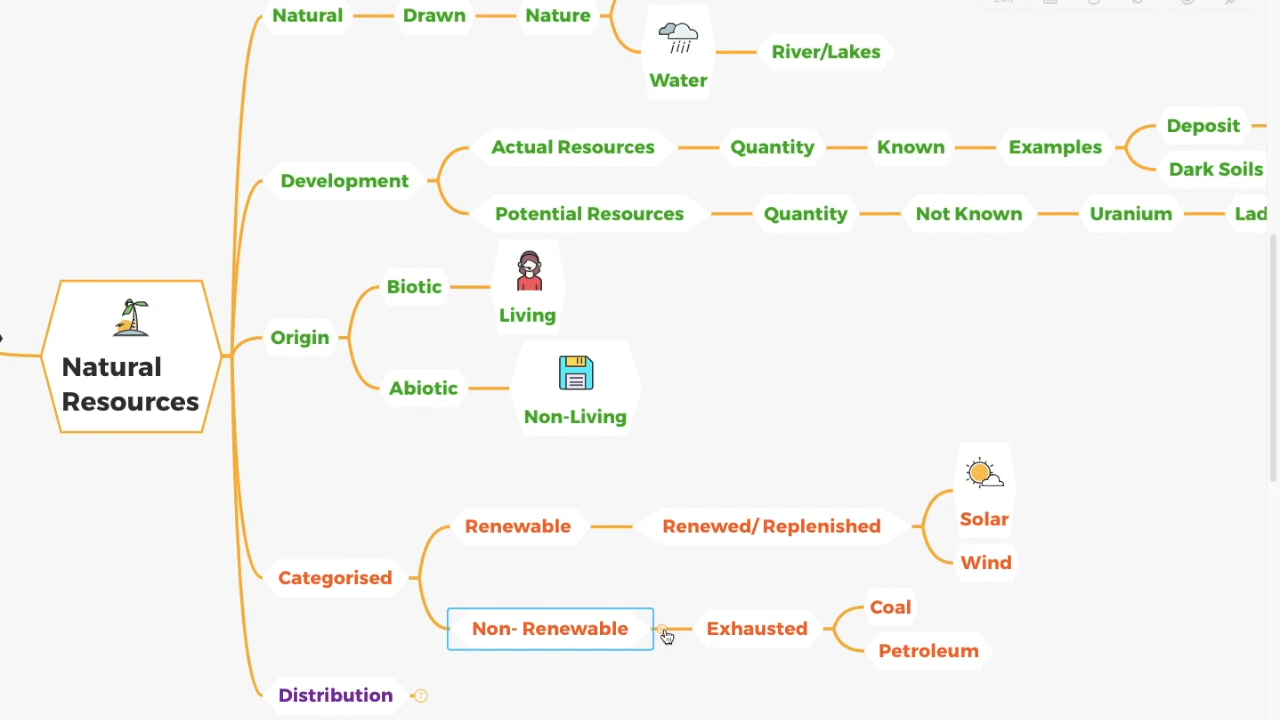 Natural
Drawn
Nature
Water
River/Lakes
Development
Actual Resources
Quantity
Known
Examples
Deposit
Dark Soils
Potential Resources
Quantity
Not Known
Uranium
Lad
Origin
Biotic
Living
Abiotic
Non-Living
Natural
Resources
Categorised
Renewable
Renewed/ Replenished
Solar
Wind
Non- Renewable
Exhausted
Coal
Petroleum
Distribution